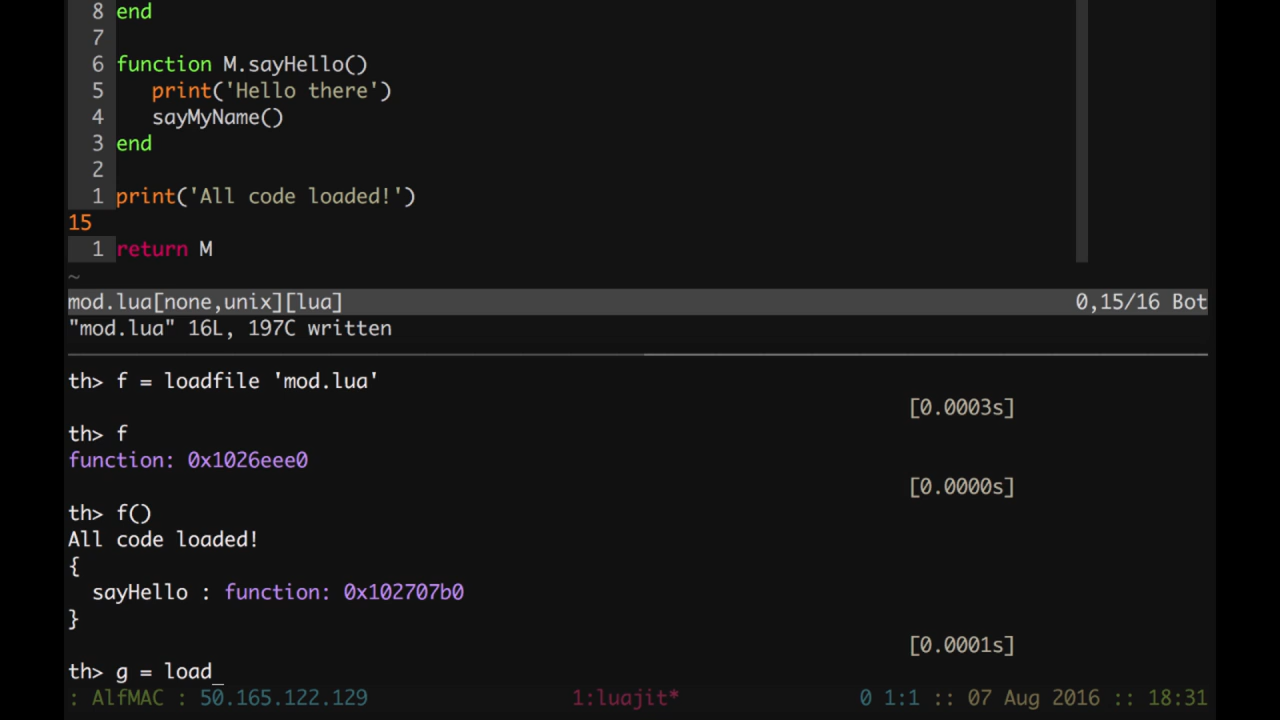 8 end
7
6 function M.sayHello()
5    print('Hello there')
4    sayMyName()
3 end
2
1 print('All code loaded!')
15
1 return M
~
mod.lua[none,unix][lua] 0,15/16 Bot
"mod.lua" 16L, 197C written
th> f = loadfile 'mod.lua'
[0.0003s]
th> f
function: 0x1026eee0
[0.0000s]
th> f()
All code loaded!
{
  sayHello : function: 0x102707b0
}
[0.0001s]
th> g = load_
: AlfMAC : 50.165.122.129 1:luajit* 0 1:1 :: 07 Aug 2016 :: 18:31